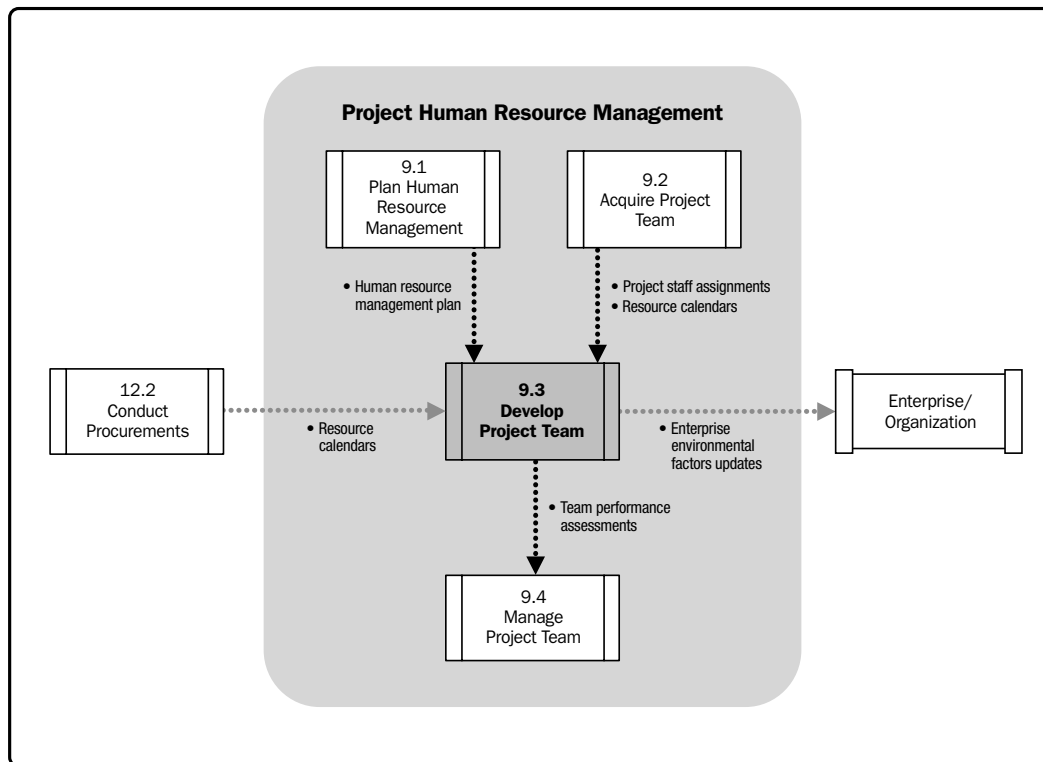 Project Human Resource Management
9.1
Plan Human
Resource
Management
9.2
Acquire Project
Team
• Human resource
management plan
• Project staff assignments
• Resource calendars
12.2
Conduct
Procurements
• Resource
calendars
9.3
Develop
Project Team
• Enterprise
environmental
factors updates
Enterprise/
Organization
• Team performance
assessments
9.4
Manage
Project Team